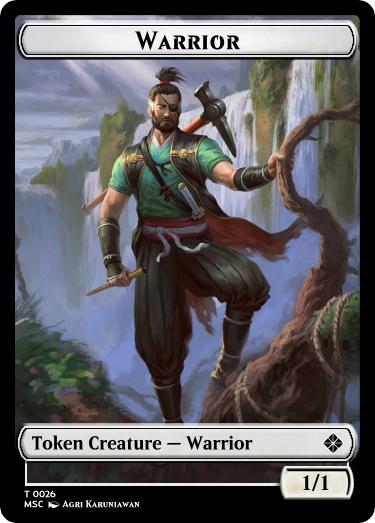 Warrior
Token Creature — Warrior
1/1
T 0026
MSC Agri Karuniawan